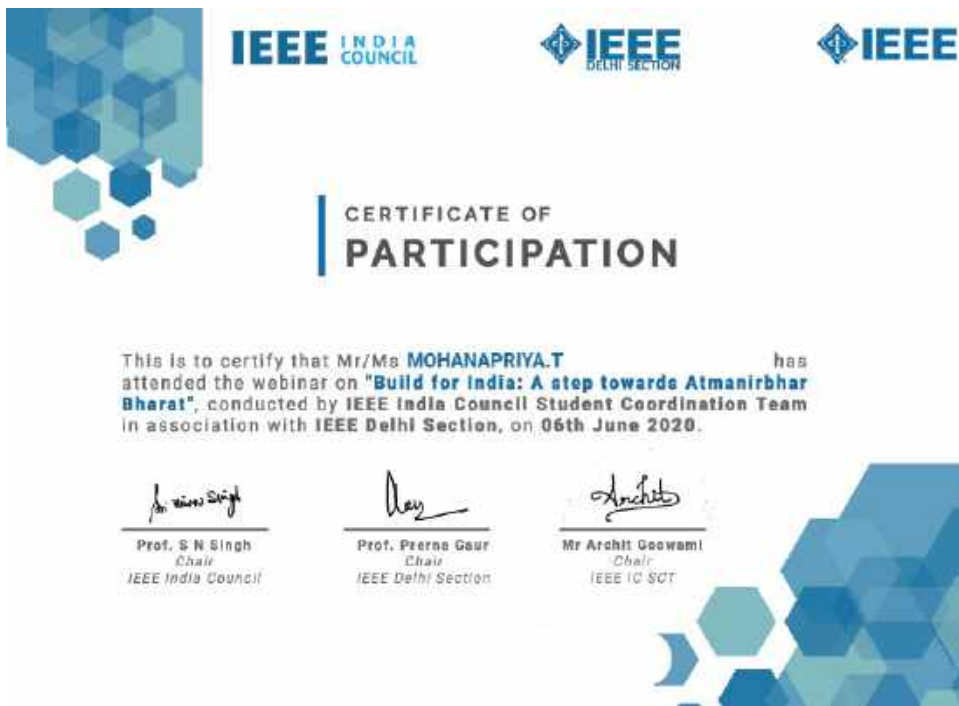 IEEE INDIA COUNCIL
IEEE DELHI SECTION
IEEE
CERTIFICATE OF
PARTICIPATION
This is to certify that Mr/Ms MOHANAPRIYA.T has
attended the webinar on "Build for India: A step towards Atmanirbhar
Bharat", conducted by IEEE India Council Student Coordination Team
in association with IEEE Delhi Section, on 06th June 2020.
Prof. S N Singh
Chair
IEEE India Council
Prof. Prerna Gaur
Chair
IEEE Delhi Section
Mr Archit Goswami
Chair
IEEE IC SCT